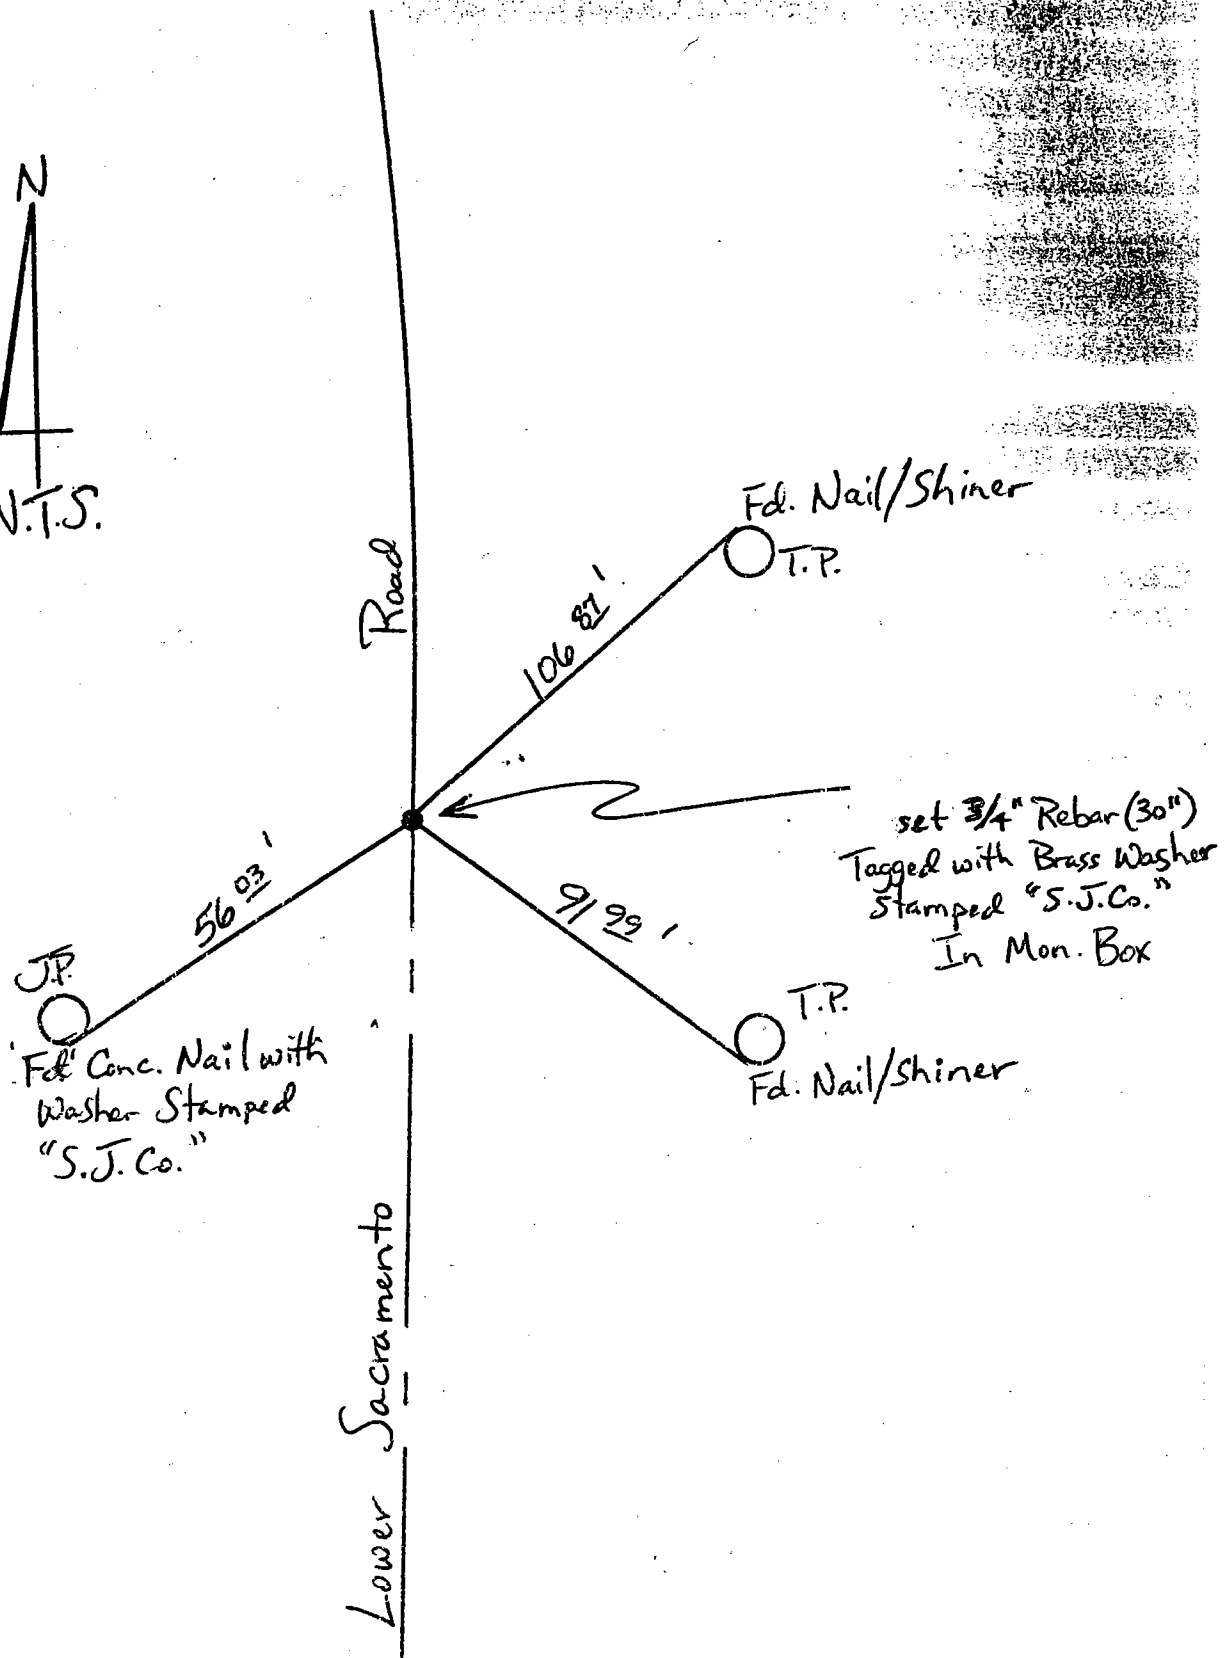 N
N.T.S.
Fd. Nail/Shiner
T.P.
Road
106 87'
set 3/4" Rebar (30")
Tagged with Brass Washer
Stamped "S.J.Co."
In Mon. Box
56 03'
91 99'
J.P.
T.P.
Fd. Conc. Nail with
Washer Stamped
"S.J. Co."
Fd. Nail/Shiner
Lower Sacramento